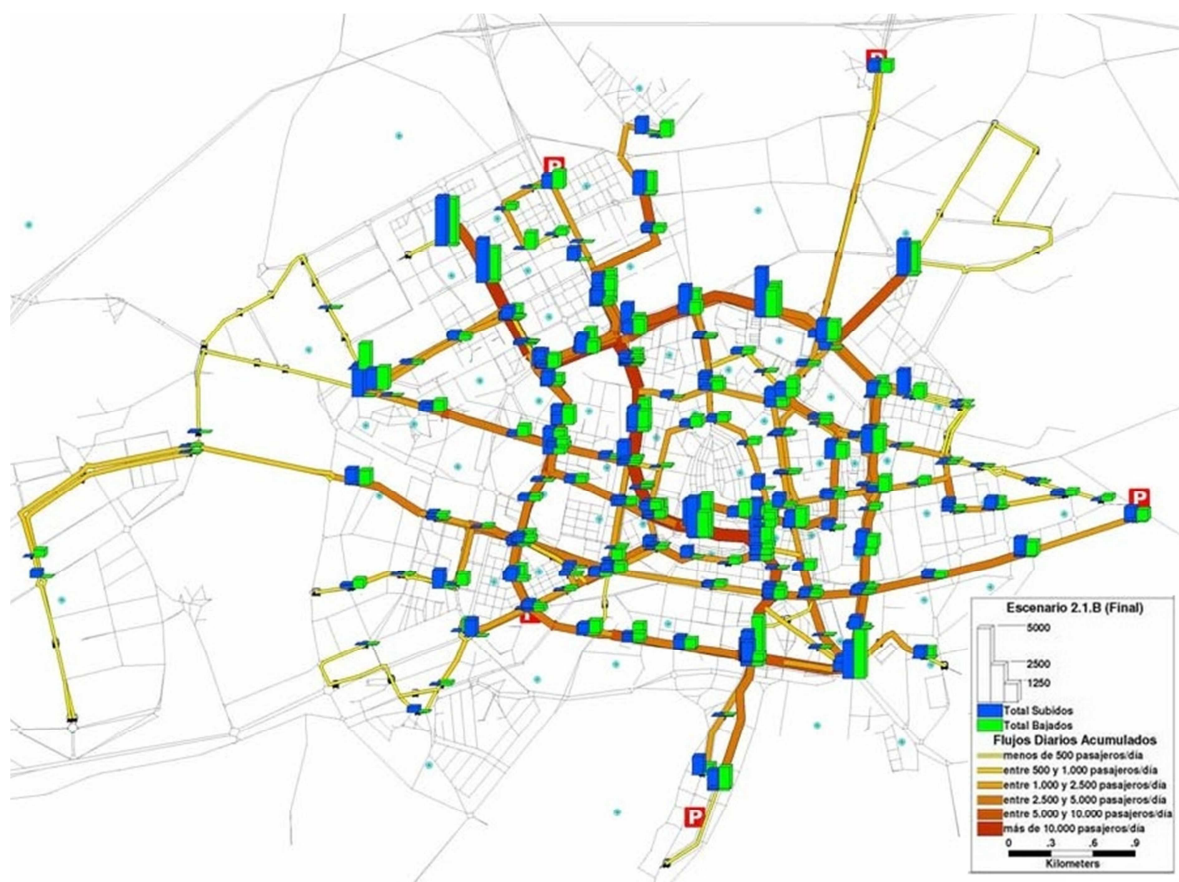 P
P
P
P
P
Escenario 2.1.B (Final)
5000
2500
1250
Total Subidos
Total Bajados
Flujos Diarios Acumulados
menos de 500 pasajeros/día
entre 500 y 1,000 pasajeros/día
entre 1.000 y 2.500 pasajeros/día
entre 2.500 y 5.000 pasajeros/día
entre 5.000 y 10.000 pasajeros/día
más de 10.000 pasajeros/día
0 .3 .6 .9
Kilometers